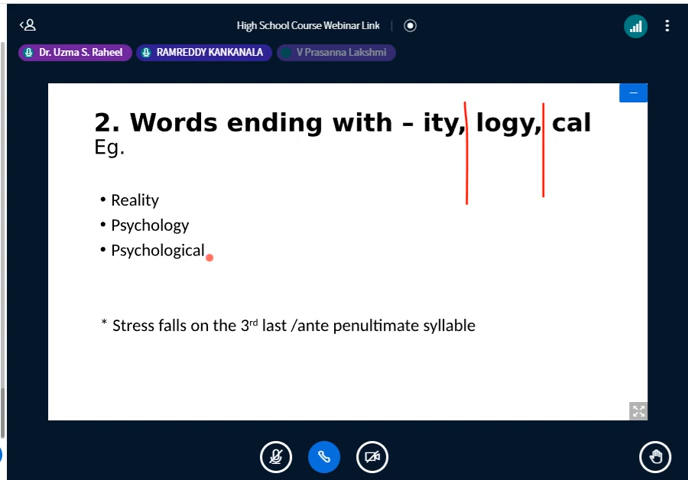 High School Course Webinar Link
Dr. Uzma S. Raheel RAMREDDY KANKANALA V Prasanna Lakshmi
2. Words ending with – ity, logy, cal
Eg.
• Reality
• Psychology
• Psychological
* Stress falls on the 3rd last /ante penultimate syllable